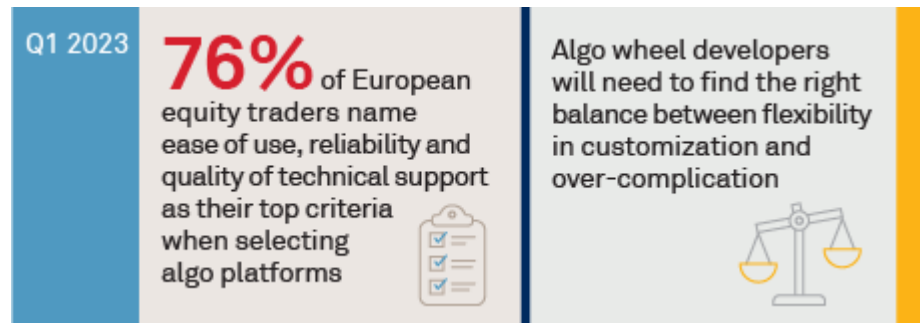 Q1 2023
76% of European
equity traders name
ease of use, reliability and
quality of technical support
as their top criteria
when selecting
algo platforms
Algo wheel developers
will need to find the right
balance between flexibility
in customization and
over-complication